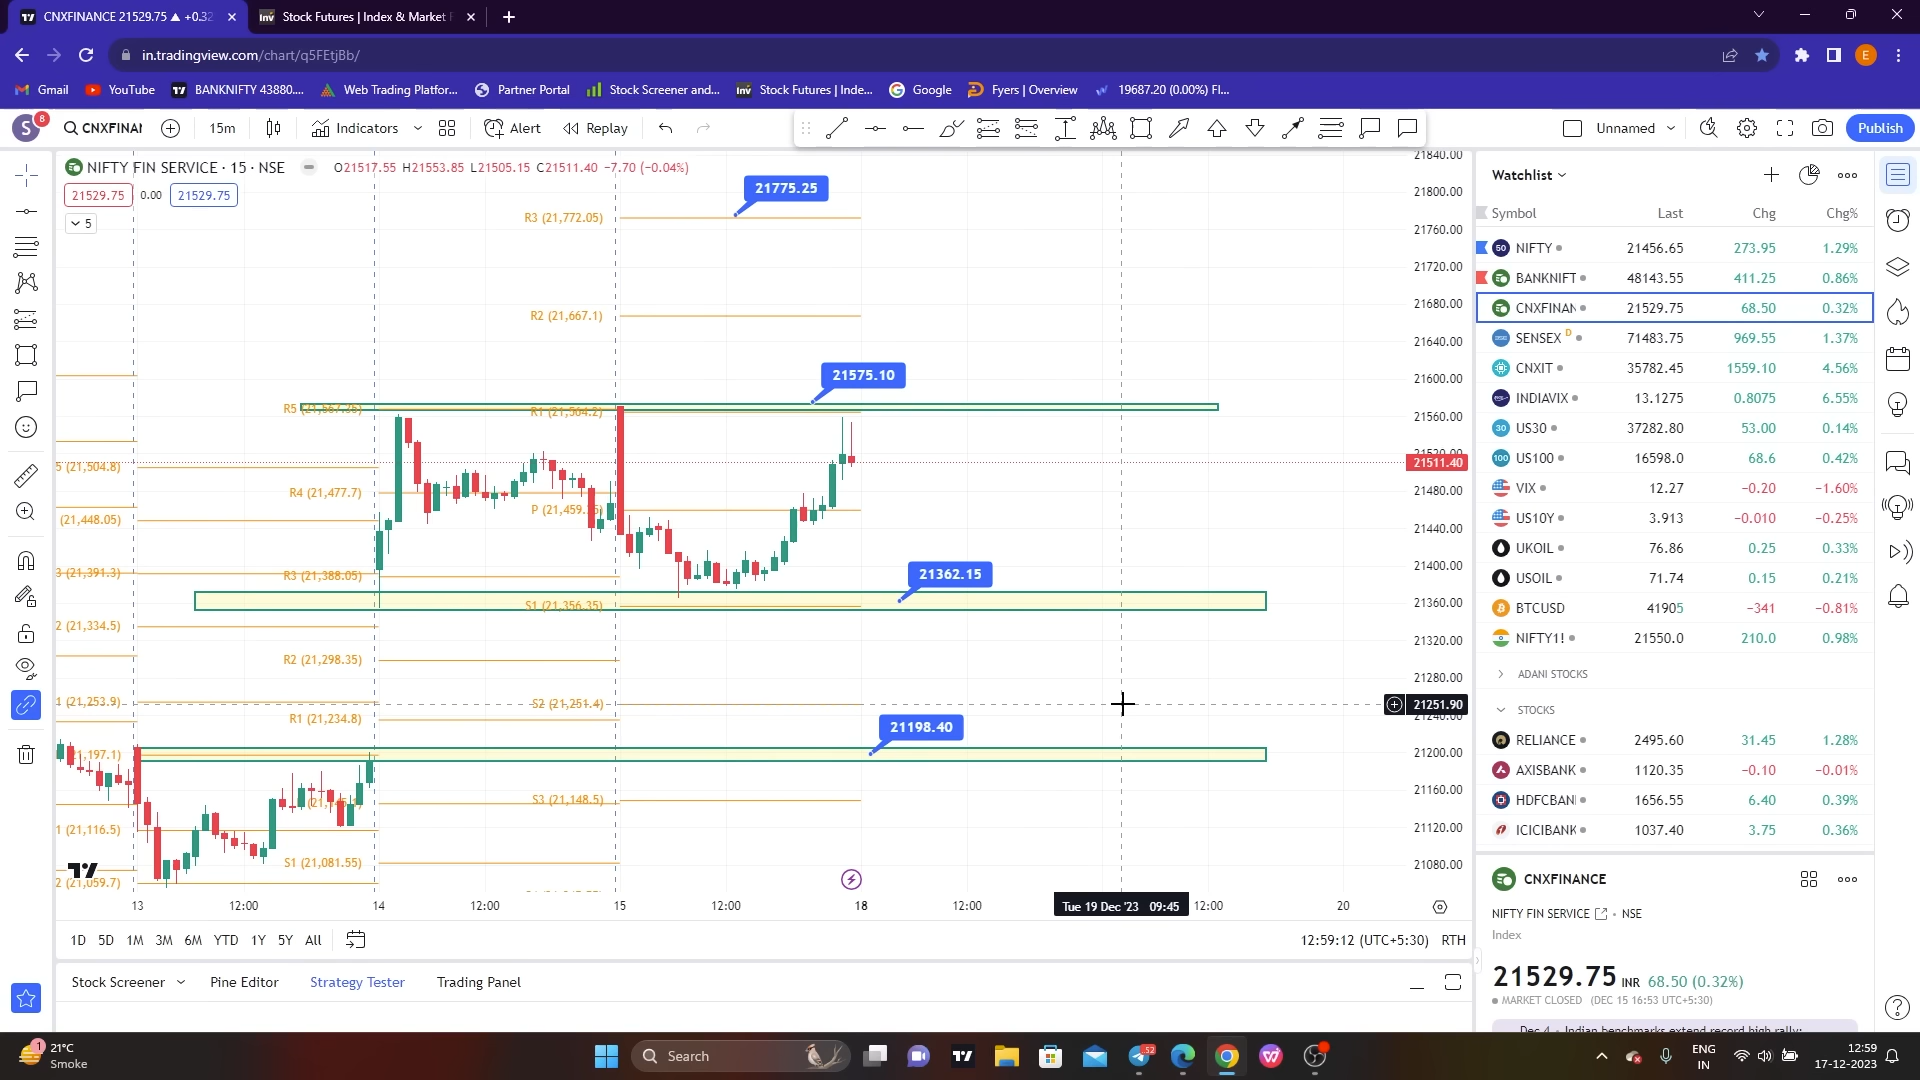 CNXFINANCE 21529.75 ▲ +0.32
Stock Futures | Index & Market F
in.tradingview.com/chart/q5FEtjBb/
E
Gmail
YouTube
BANKNIFTY 43880....
Web Trading Platfor...
Partner Portal
Stock Screener and...
Stock Futures | Inde...
Google
Fyers | Overview
19687.20 (0.00%) Fl...
S 8
CNXFINAN
15m
Indicators
Alert
Replay
Unnamed
Publish
NIFTY FIN SERVICE · 15 · NSE
O21517.55 H21553.85 L21505.15 C21511.40 −7.70 (−0.04%)
21529.75 0.00 21529.75
5
21775.25
R3 (21,772.05)
R2 (21,667.1)
21575.10
R4 (21,477.7)
(21,448.05)
R3 (21,388.05)
21362.15
S1 (21,356.35)
R2 (21,298.35)
S2 (21,251.4)
R1 (21,234.8)
21198.40
S3 (21,148.5)
S1 (21,081.55)
21840.00
21800.00
21760.00
21720.00
21680.00
21640.00
21600.00
21560.00
21511.40
21480.00
21440.00
21400.00
21360.00
21320.00
21280.00
21251.90
21240.00
21200.00
21160.00
21120.00
21080.00
13 12:00 14 12:00 15 12:00 18 12:00 Tue 19 Dec '23 09:45 12:00 20
1D 5D 1M 3M 6M YTD 1Y 5Y All
12:59:12 (UTC+5:30) RTH
Stock Screener
Pine Editor
Strategy Tester
Trading Panel
Watchlist
Symbol Last Chg Chg%
NIFTY 21456.65 273.95 1.29%
BANKNIFT 48143.55 411.25 0.86%
CNXFINAN 21529.75 68.50 0.32%
SENSEX D 71483.75 969.55 1.37%
CNXIT 35782.45 1559.10 4.56%
INDIAVIX 13.1275 0.8075 6.55%
US30 37282.80 53.00 0.14%
US100 16598.0 68.6 0.42%
VIX 12.27 −0.20 −1.60%
US10Y 3.913 −0.010 −0.25%
UKOIL 76.86 0.25 0.33%
USOIL 71.74 0.15 0.21%
BTCUSD 41905 −341 −0.81%
NIFTY1! 21550.0 210.0 0.98%
ADANI STOCKS
STOCKS
RELIANCE 2495.60 31.45 1.28%
AXISBANK 1120.35 −0.10 −0.01%
HDFCBAN 1656.55 6.40 0.39%
ICICIBANK 1037.40 3.75 0.36%
CNXFINANCE
NIFTY FIN SERVICE · NSE
Index
21529.75 INR 68.50 (0.32%)
MARKET CLOSED (DEC 15 16:53 UTC+5:30)
Dec 4 · Indian benchmarks extend record high rally;
21°C
Smoke
Search
52
ENG
IN
12:59
17-12-2023